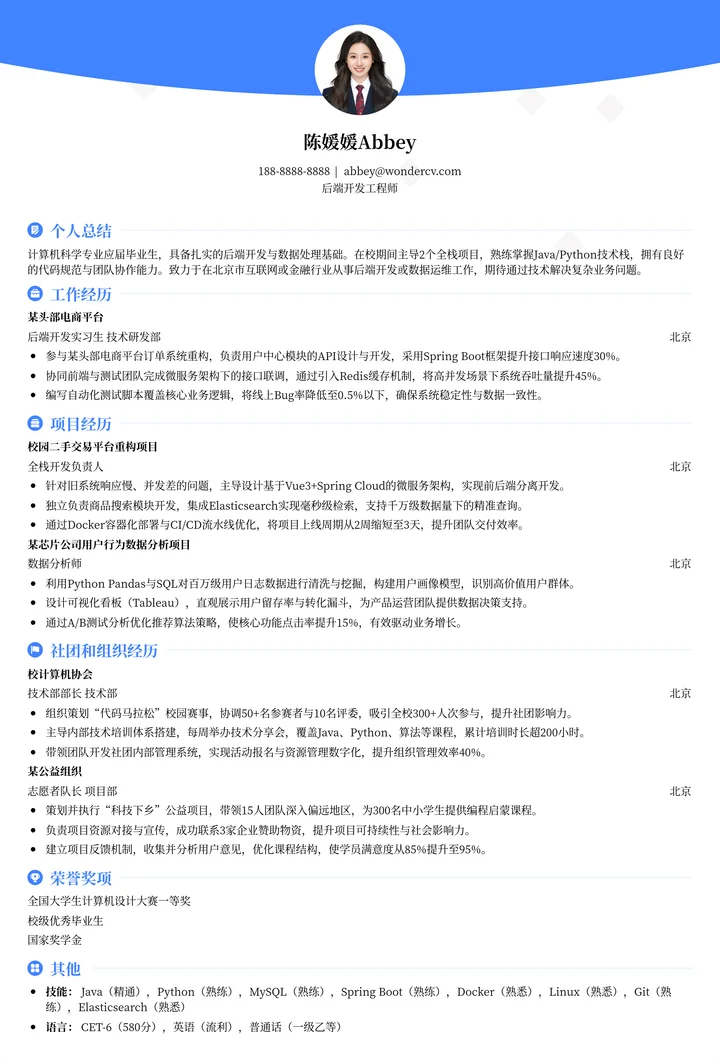 陈媛媛Abbey
188-8888-8888 | abbey@wondercv.com
后端开发工程师
个人总结
计算机科学专业应届毕业生，具备扎实的后端开发与数据处理基础。在校期间主导2个全栈项目，熟练掌握Java/Python技术栈，拥有良好
的代码规范与团队协作能力。致力于在北京市互联网或金融行业从事后端开发或数据运维工作，期待通过技术解决复杂业务问题。
工作经历
某头部电商平台
后端开发实习生 技术研发部 北京
• 参与某头部电商平台订单系统重构，负责用户中心模块的API设计与开发，采用Spring Boot框架提升接口响应速度30%。
• 协同前端与测试团队完成微服务架构下的接口联调，通过引入Redis缓存机制，将高并发场景下系统吞吐量提升45%。
• 编写自动化测试脚本覆盖核心业务逻辑，将线上Bug率降低至0.5%以下，确保系统稳定性与数据一致性。
项目经历
校园二手交易平台重构项目
全栈开发负责人 北京
• 针对旧系统响应慢、并发差的问题，主导设计基于Vue3+Spring Cloud的微服务架构，实现前后端分离开发。
• 独立负责商品搜索模块开发，集成Elasticsearch实现毫秒级检索，支持千万级数据量下的精准查询。
• 通过Docker容器化部署与CI/CD流水线优化，将项目上线周期从2周缩短至3天，提升团队交付效率。
某芯片公司用户行为数据分析项目
数据分析师 北京
• 利用Python Pandas与SQL对百万级用户日志数据进行清洗与挖掘，构建用户画像模型，识别高价值用户群体。
• 设计可视化看板（Tableau），直观展示用户留存率与转化漏斗，为产品运营团队提供数据决策支持。
• 通过A/B测试分析优化推荐算法策略，使核心功能点击率提升15%，有效驱动业务增长。
社团和组织经历
校计算机协会
技术部部长 技术部 北京
• 组织策划“代码马拉松”校园赛事，协调50+名参赛者与10名评委，吸引全校300+人次参与，提升社团影响力。
• 主导内部技术培训体系搭建，每周举办技术分享会，覆盖Java、Python、算法等课程，累计培训时长超200小时。
• 带领团队开发社团内部管理系统，实现活动报名与资源管理数字化，提升组织管理效率40%。
某公益组织
志愿者队长 项目部 北京
• 策划并执行“科技下乡”公益项目，带领15人团队深入偏远地区，为300名中小学生提供编程启蒙课程。
• 负责项目资源对接与宣传，成功联系3家企业赞助物资，提升项目可持续性与社会影响力。
• 建立项目反馈机制，收集并分析用户意见，优化课程结构，使学员满意度从85%提升至95%。
荣誉奖项
全国大学生计算机设计大赛一等奖
校级优秀毕业生
国家奖学金
其他
• 技能： Java（精通），Python（熟练），MySQL（熟练），Spring Boot（熟练），Docker（熟悉），Linux（熟悉），Git（熟
练），Elasticsearch（熟悉）
• 语言： CET-6（580分），英语（流利），普通话（一级乙等）